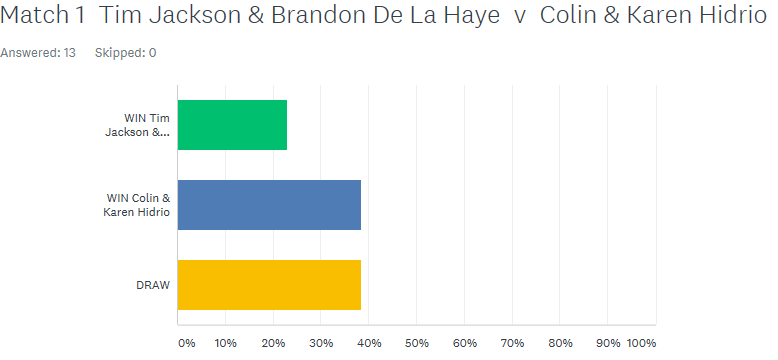 Match 1 Tim Jackson & Brandon De La Haye v Colin & Karen Hidrio
Answered: 13 Skipped: 0
WIN Tim
Jackson &...
WIN Colin &
Karen Hidrio
DRAW
0% 10% 20% 30% 40% 50% 60% 70% 80% 90% 100%